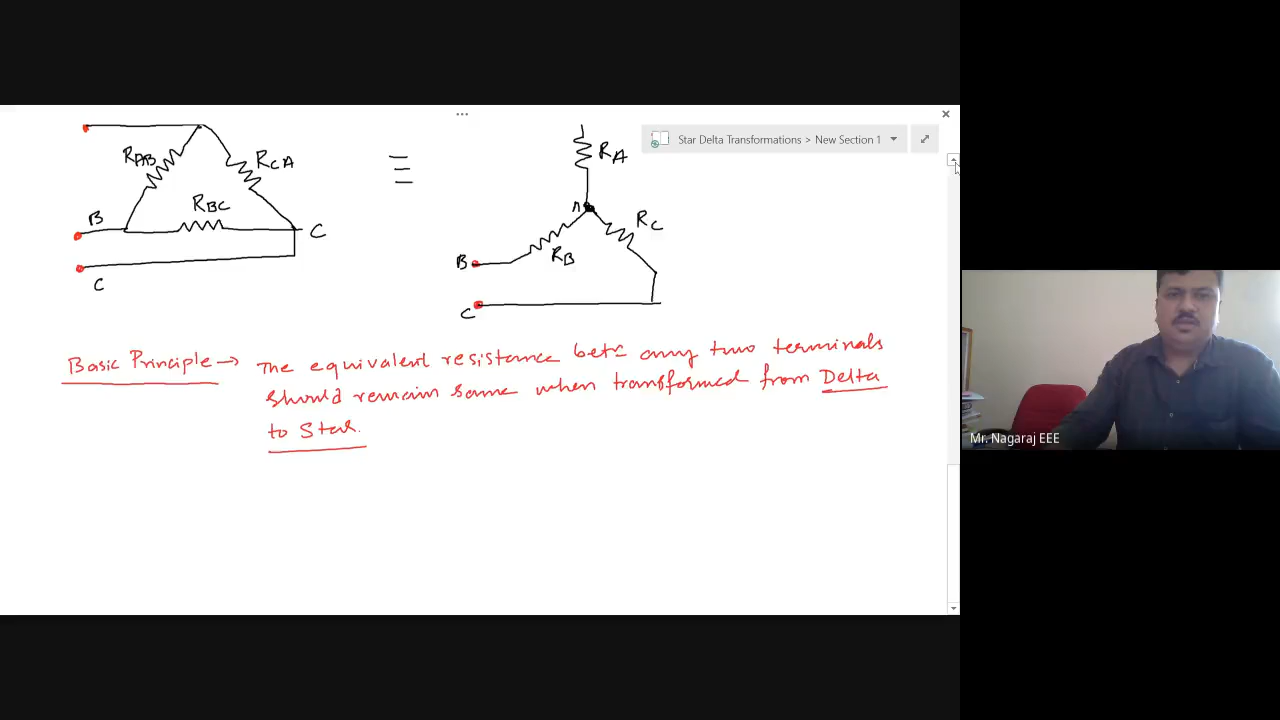 Star Delta Transformations > New Section 1
RAB
RCA
RBC
B
C
C
RA
RC
RB
B
C
Basic Principle → The equivalent resistance betn any two terminals
should remain same when transformed from Delta
to Star.
Mr. Nagaraj EEE